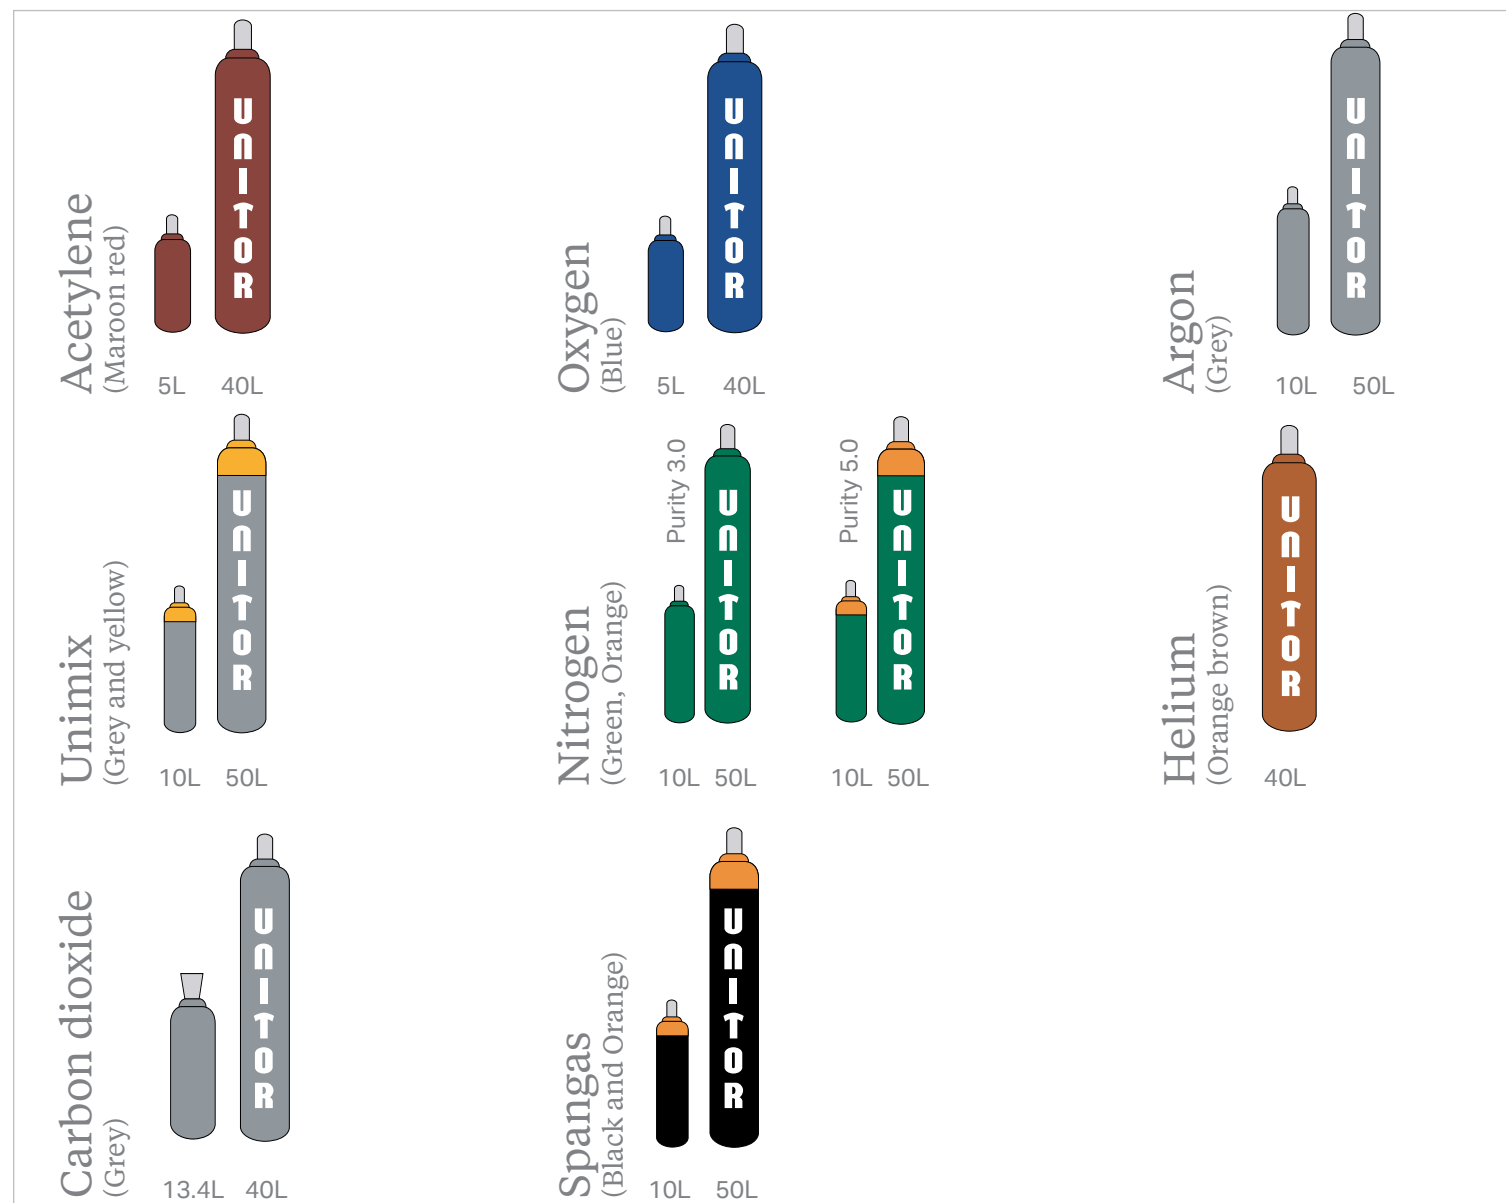 Acetylene
(Maroon red)
UNITOR
5L 40L
Oxygen
(Blue)
UNITOR
5L 40L
Argon
(Grey)
UNITOR
10L 50L
Unimix
(Grey and yellow)
UNITOR
10L 50L
Nitrogen
(Green, Orange)
Purity 3.0
UNITOR
10L 50L
Purity 5.0
UNITOR
10L 50L
Helium
(Orange brown)
UNITOR
40L
Carbon dioxide
(Grey)
UNITOR
13.4L 40L
Spangas
(Black and Orange)
UNITOR
10L 50L